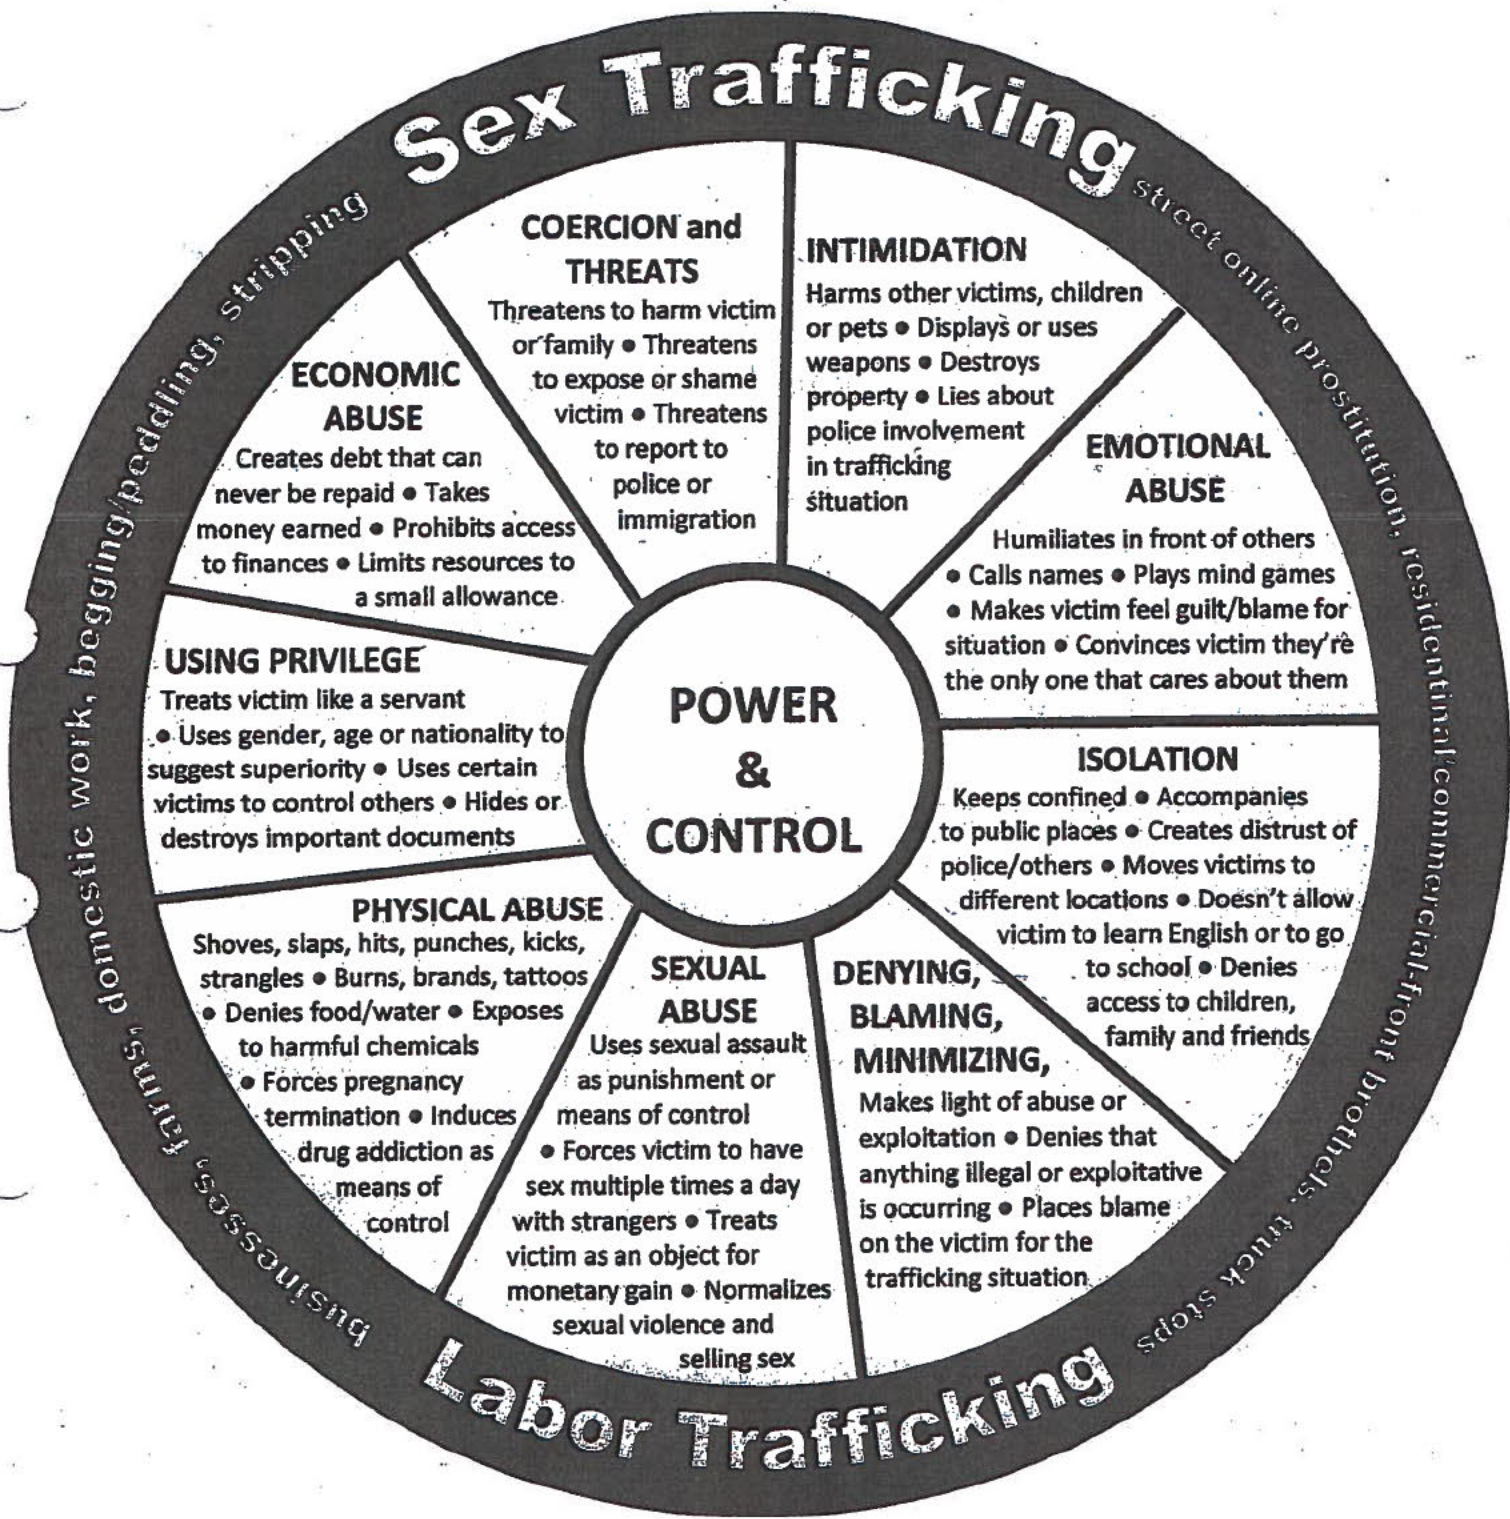 Sex Trafficking
street online prostitution, residentinal/commercial-front brothels, truck stops
Labor Trafficking
businesses, farms, domestic work, begging/peddling, stripping
COERCION and
THREATS
Threatens to harm victim
or family ● Threatens
to expose or shame
victim ● Threatens
to report to
police or
immigration
INTIMIDATION
Harms other victims, children
or pets ● Displays or uses
weapons ● Destroys
property ● Lies about
police involvement
in trafficking
situation
EMOTIONAL
ABUSE
Humiliates in front of others
● Calls names ● Plays mind games
● Makes victim feel guilt/blame for
situation ● Convinces victim they're
the only one that cares about them
ISOLATION
Keeps confined ● Accompanies
to public places ● Creates distrust of
police/others ● Moves victims to
different locations ● Doesn't allow
victim to learn English or to go
to school ● Denies
access to children,
family and friends
DENYING,
BLAMING,
MINIMIZING,
Makes light of abuse or
exploitation ● Denies that
anything illegal or exploitative
is occurring ● Places blame
on the victim for the
trafficking situation
SEXUAL
ABUSE
Uses sexual assault
as punishment or
means of control
● Forces victim to have
sex multiple times a day
with strangers ● Treats
victim as an object for
monetary gain ● Normalizes
sexual violence and
selling sex
PHYSICAL ABUSE
Shoves, slaps, hits, punches, kicks,
strangles ● Burns, brands, tattoos
● Denies food/water ● Exposes
to harmful chemicals
● Forces pregnancy
termination ● Induces
drug addiction as
means of
control
USING PRIVILEGE
Treats victim like a servant
● Uses gender, age or nationality to
suggest superiority ● Uses certain
victims to control others ● Hides or
destroys important documents
ECONOMIC
ABUSE
Creates debt that can
never be repaid ● Takes
money earned ● Prohibits access
to finances ● Limits resources to
a small allowance
POWER
&
CONTROL